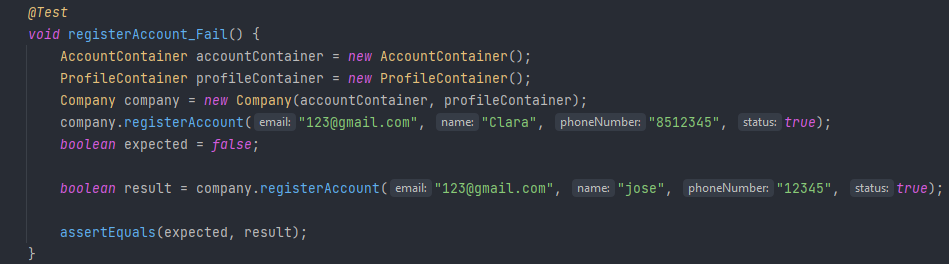 @Test
void registerAccount_Fail() {
AccountContainer accountContainer = new AccountContainer();
ProfileContainer profileContainer = new ProfileContainer();
Company company = new Company(accountContainer, profileContainer);
company.registerAccount( email: "123@gmail.com", name: "Clara", phoneNumber: "8512345", status: true);
boolean expected = false;
boolean result = company.registerAccount( email: "123@gmail.com", name: "jose", phoneNumber: "12345", status: true);
assertEquals(expected, result);
}